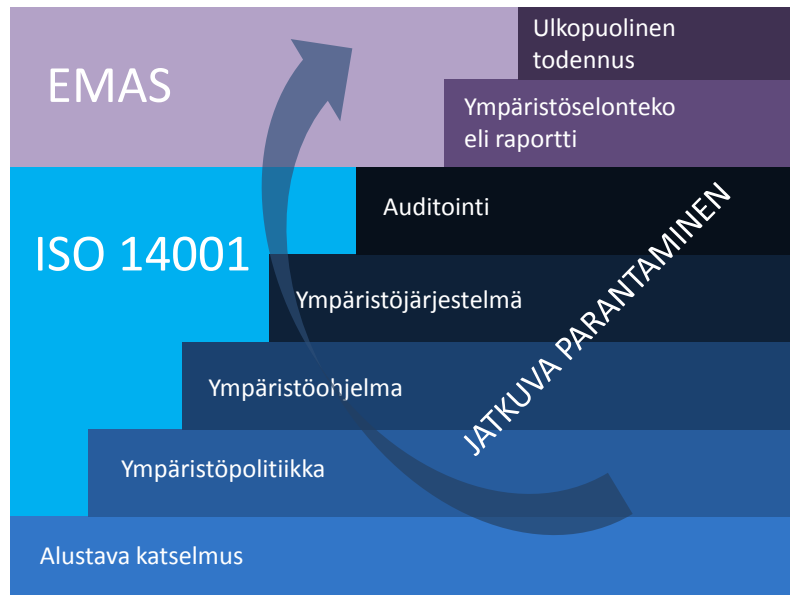 Ulkopuolinen
todennus
EMAS
Ympäristöselonteko
eli raportti
Auditointi
ISO 14001
Ympäristöjärjestelmä
JATKUVA PARANTAMINEN
Ympäristöohjelma
Ympäristöpolitiikka
Alustava katselmus